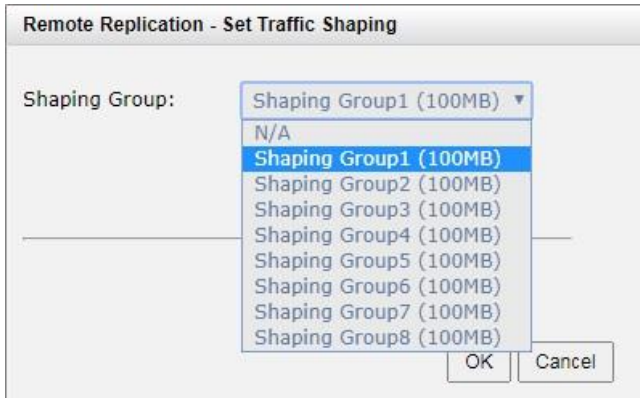 Remote Replication - Set Traffic Shaping
Shaping Group: Shaping Group1 (100MB)
N/A
Shaping Group1 (100MB)
Shaping Group2 (100MB)
Shaping Group3 (100MB)
Shaping Group4 (100MB)
Shaping Group5 (100MB)
Shaping Group6 (100MB)
Shaping Group7 (100MB)
Shaping Group8 (100MB)
OK Cancel